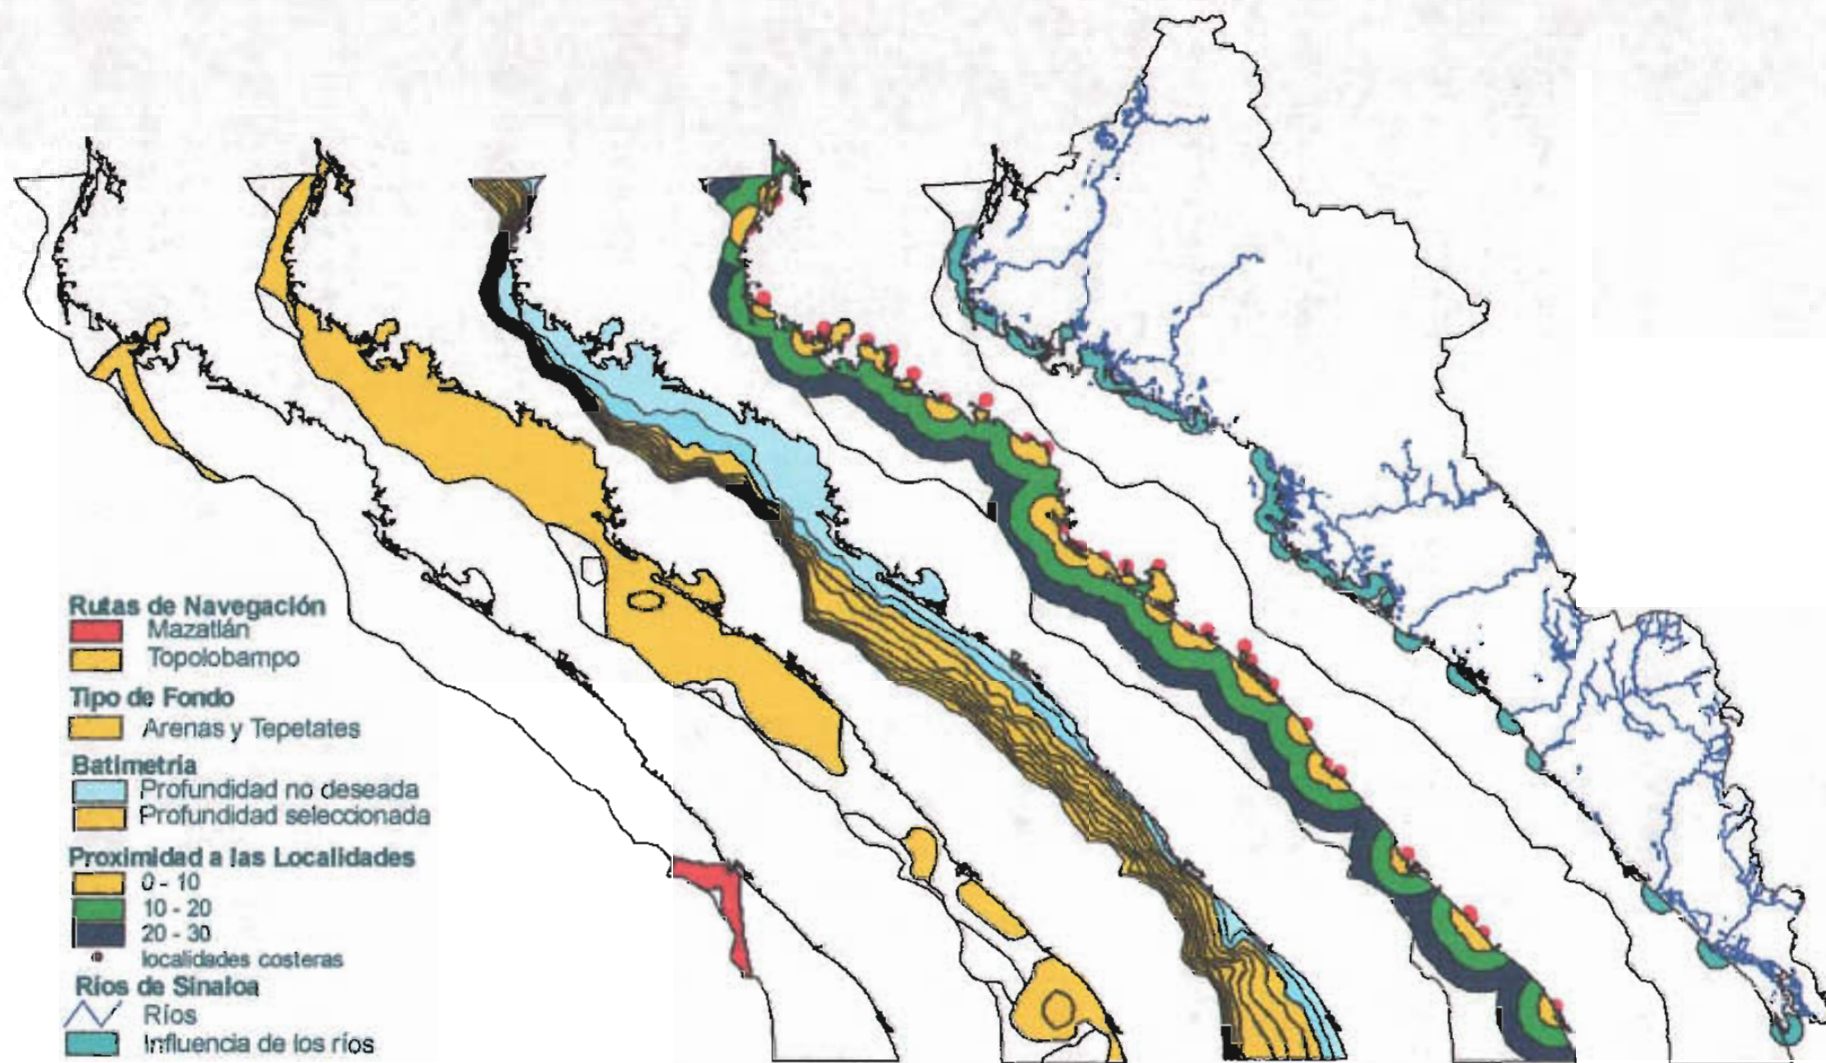 Rutas de Navegación
Mazatlán
Topolobampo
Tipo de Fondo
Arenas y Tepetates
Batimetria
Profundidad no deseada
Profundidad seleccionada
Proximidad a las Localidades
0 - 10
10 - 20
20 - 30
localidades costeras
Ríos de Sinaloa
Ríos
Influencia de los ríos